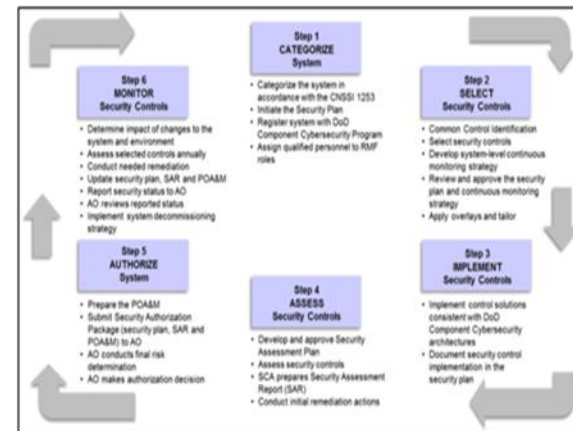 Step 1
CATEGORIZE
System
• Categorize the system in
accordance with the CNSSI 1253
• Initiate the Security Plan
• Register system with DoD
Component Cybersecurity Program
• Assign qualified personnel to RMF
roles
Step 2
SELECT
Security Controls
• Common Control Identification
• Select security controls
• Develop system-level continuous
monitoring strategy
• Review and approve the security
plan and continuous monitoring
strategy
• Apply overlays and tailor
Step 3
IMPLEMENT
Security Controls
• Implement control solutions
consistent with DoD
Component Cybersecurity
architectures
• Document security control
implementation in the
security plan
Step 4
ASSESS
Security Controls
• Develop and approve Security
Assessment Plan
• Assess security controls
• SCA prepares Security Assessment
Report (SAR)
• Conduct initial remediation actions
Step 5
AUTHORIZE
System
• Prepare the POA&M
• Submit Security Authorization
Package (security plan, SAR and
POA&M) to AO
• AO conducts final risk
determination
• AO makes authorization decision
Step 6
MONITOR
Security Controls
• Determine impact of changes to the
system and environment
• Assess selected controls annually
• Conduct needed remediation
• Update security plan, SAR and POA&M
• Report security status to AO
• AO reviews reported status
• Implement system decommissioning
strategy